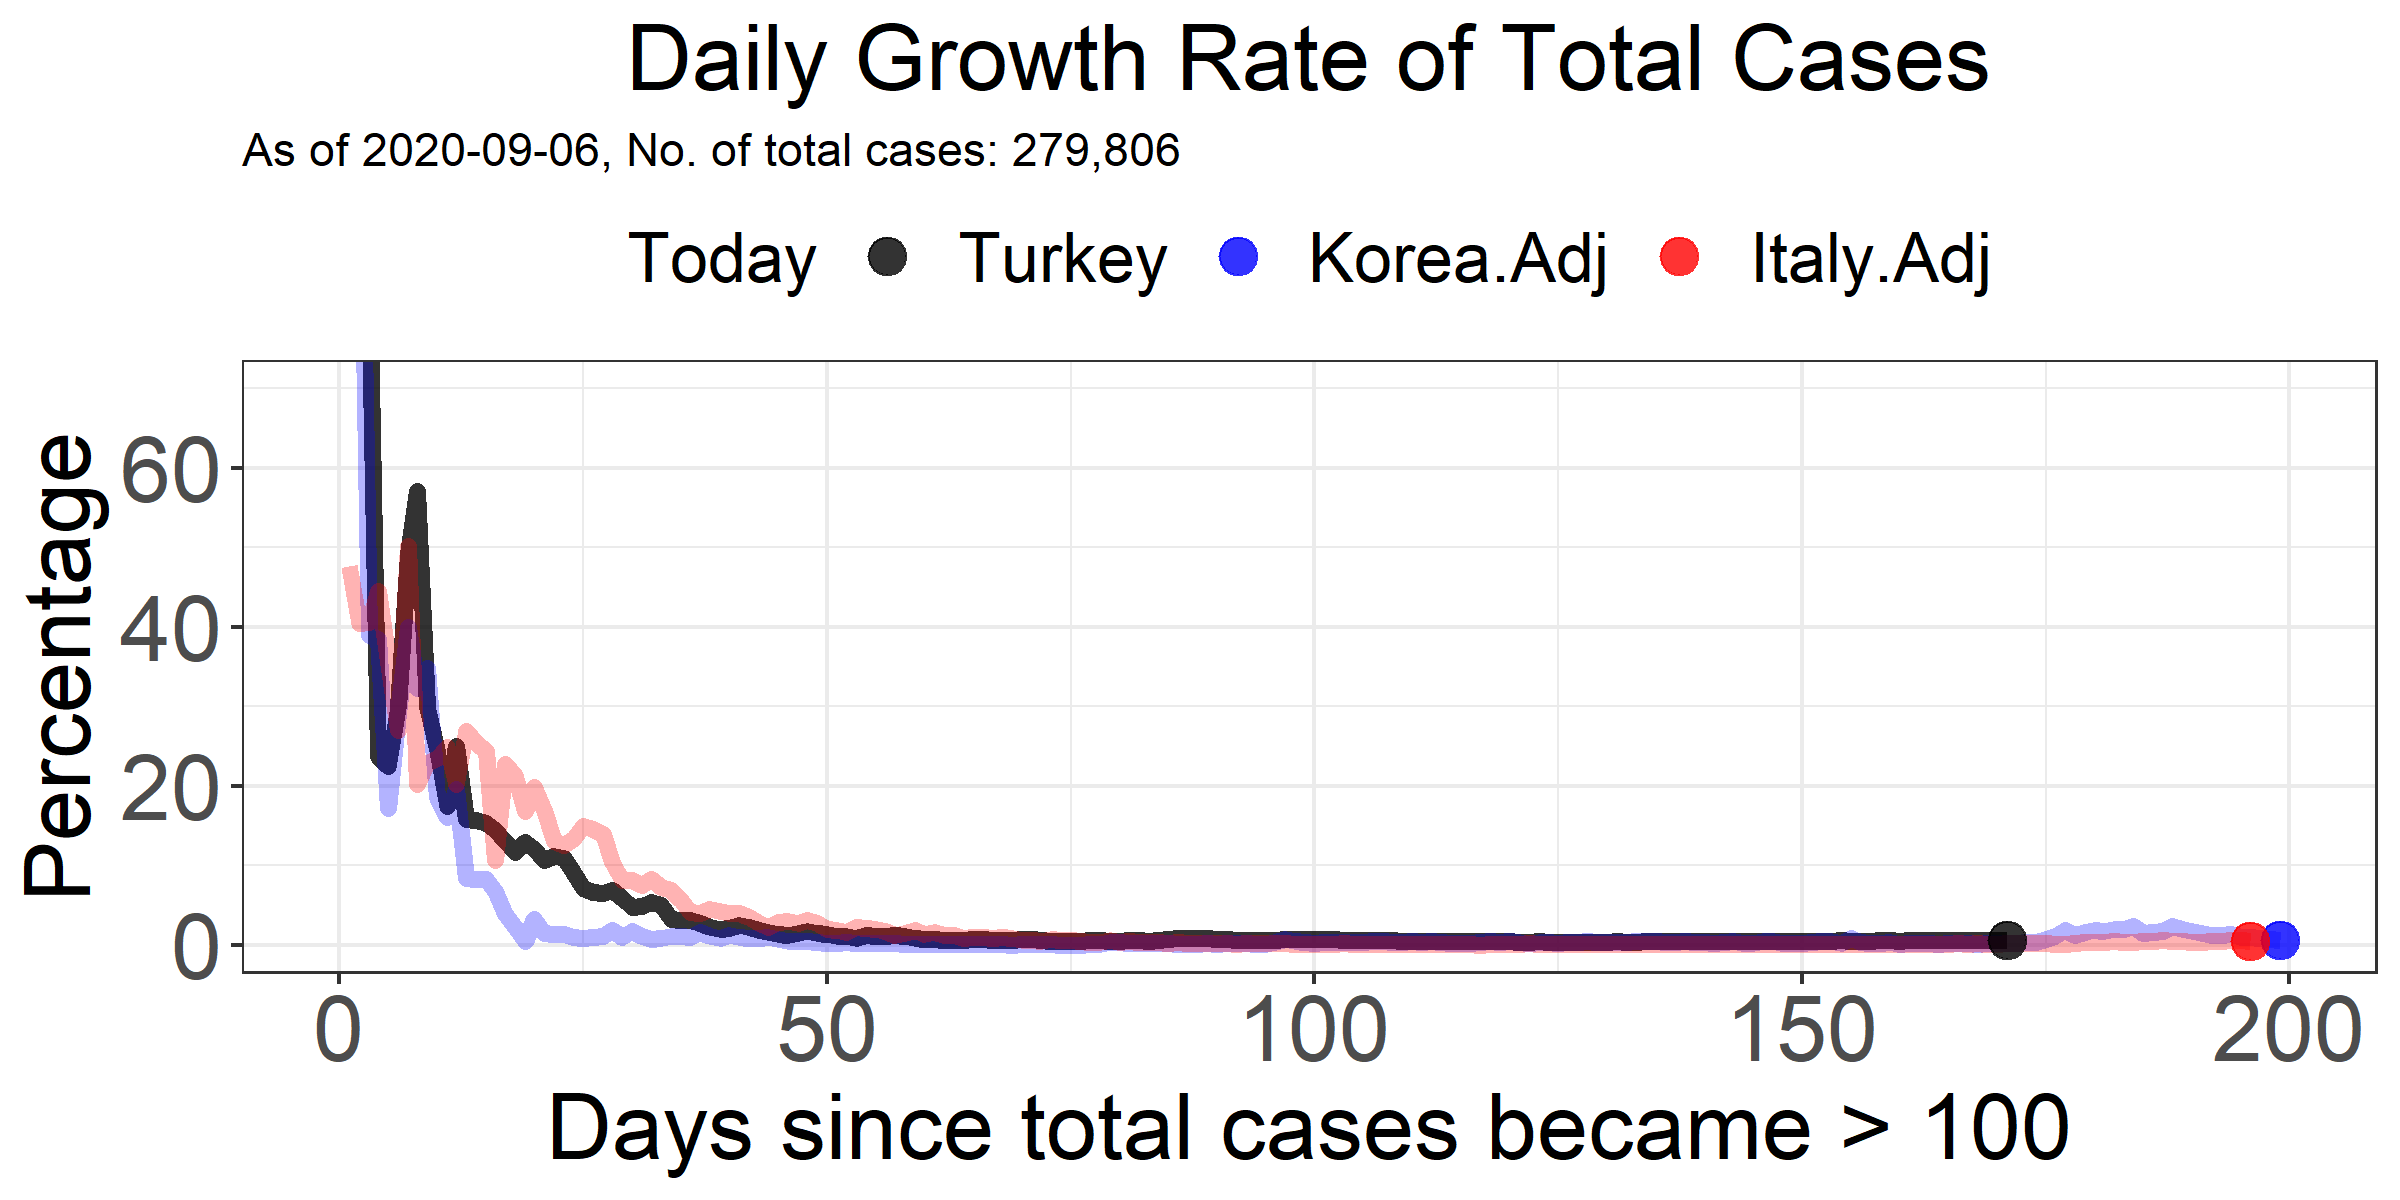 Daily Growth Rate of Total Cases
As of 2020-09-06, No. of total cases: 279,806
Today Turkey Korea.Adj Italy.Adj
Percentage
60
40
20
0
0 50 100 150 200
Days since total cases became > 100